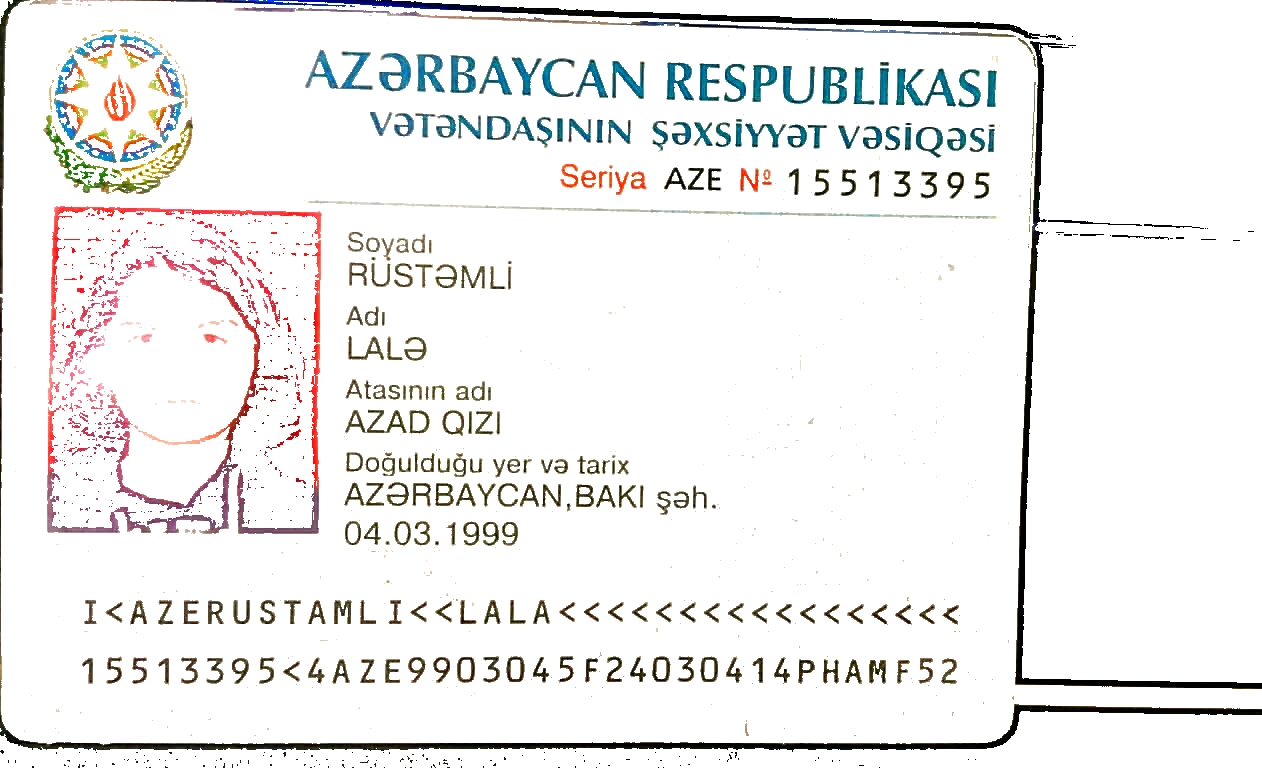 AZƏRBAYCAN RESPUBLİKASI
VƏTƏNDAŞININ ŞƏXSİYYƏT VƏSİQƏSİ
Seriya AZE № 15513395
Soyadı
RÜSTƏMLİ
Adı
LALƏ
Atasının adı
AZAD QIZI
Doğulduğu yer və tarix
AZƏRBAYCAN,BAKI şəh.
04.03.1999
I<AZERUSTAMLI<<LALA<<<<<<<<<<<<<<<<<
15513395<4AZE9903045F24030414PHAMF52